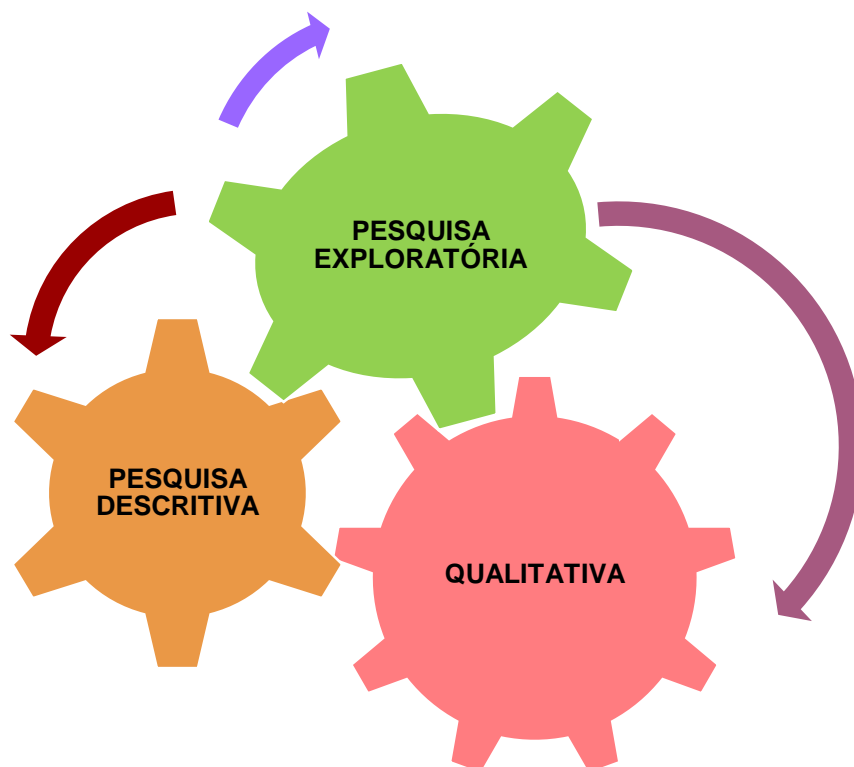 PESQUISA
EXPLORATÓRIA
PESQUISA
DESCRITIVA
QUALITATIVA